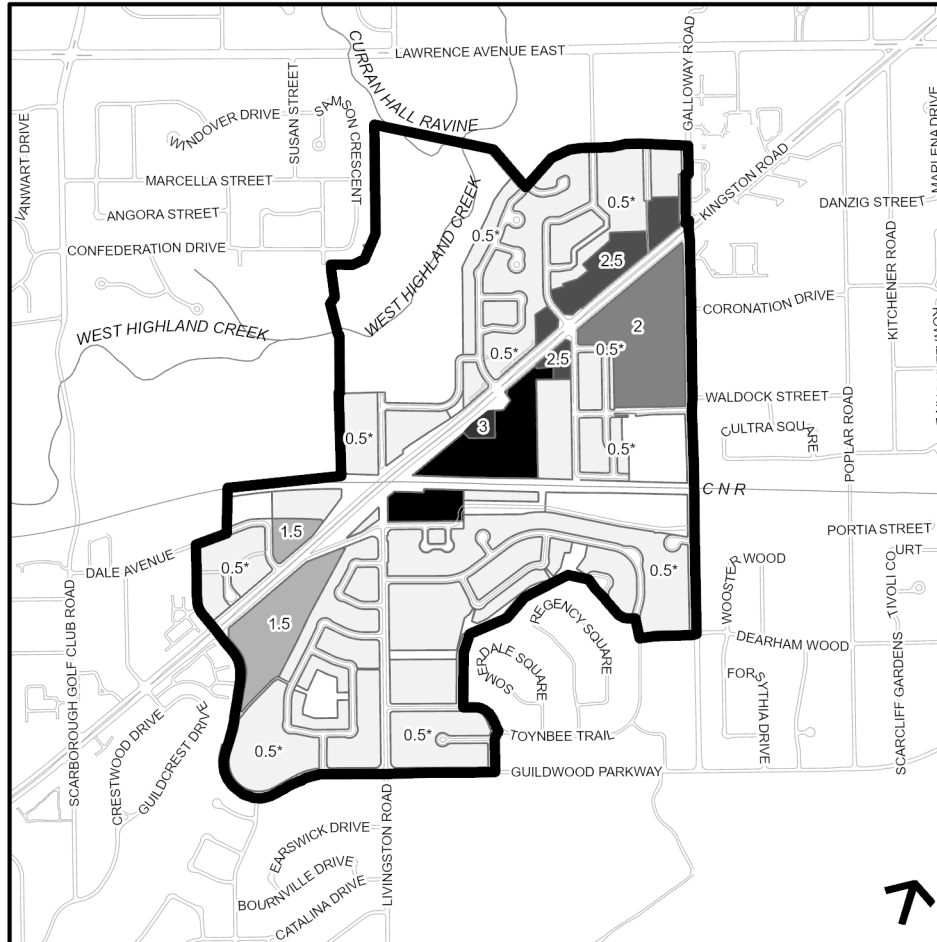 LAWRENCE AVENUE EAST
GALLOWAY ROAD
CURRAN HALL RAVINE
SUSAN STREET
SAMSON CRESCENT
WINDOVER DRIVE
VANWART DRIVE
MARCELLA STREET
ANGORA STREET
CONFEDERATION DRIVE
WEST HIGHLAND CREEK
WEST HIGHLAND CREEK
KINGSTON ROAD
DANZIG STREET
MARLENA DRIVE
KITCHENER ROAD
CORONATION DRIVE
0.5*
0.5*
2.5
2
0.5*
2.5
0.5*
WALDOCK STREET
CULTRA SQUARE
POPLAR ROAD
3
0.5*
0.5*
CNR
PORTIA STREET
1.5
DALE AVENUE
0.5*
0.5*
1.5
WOOSTER WOOD
TIVOLI COURT
REGENCY SQUARE
DEARHAM WOOD
SOMERDALE SQUARE
FORSYTHIA DRIVE
SCARBOROUGH GOLF CLUB ROAD
CRESTWOOD DRIVE
GUILDCREST DRIVE
0.5*
0.5*
TOYNBEE TRAIL
SCARCLIFF GARDENS
GUILDWOOD PARKWAY
LIVINGSTON ROAD
EARSWICK DRIVE
BOURNVILLE DRIVE
CATALINA DRIVE